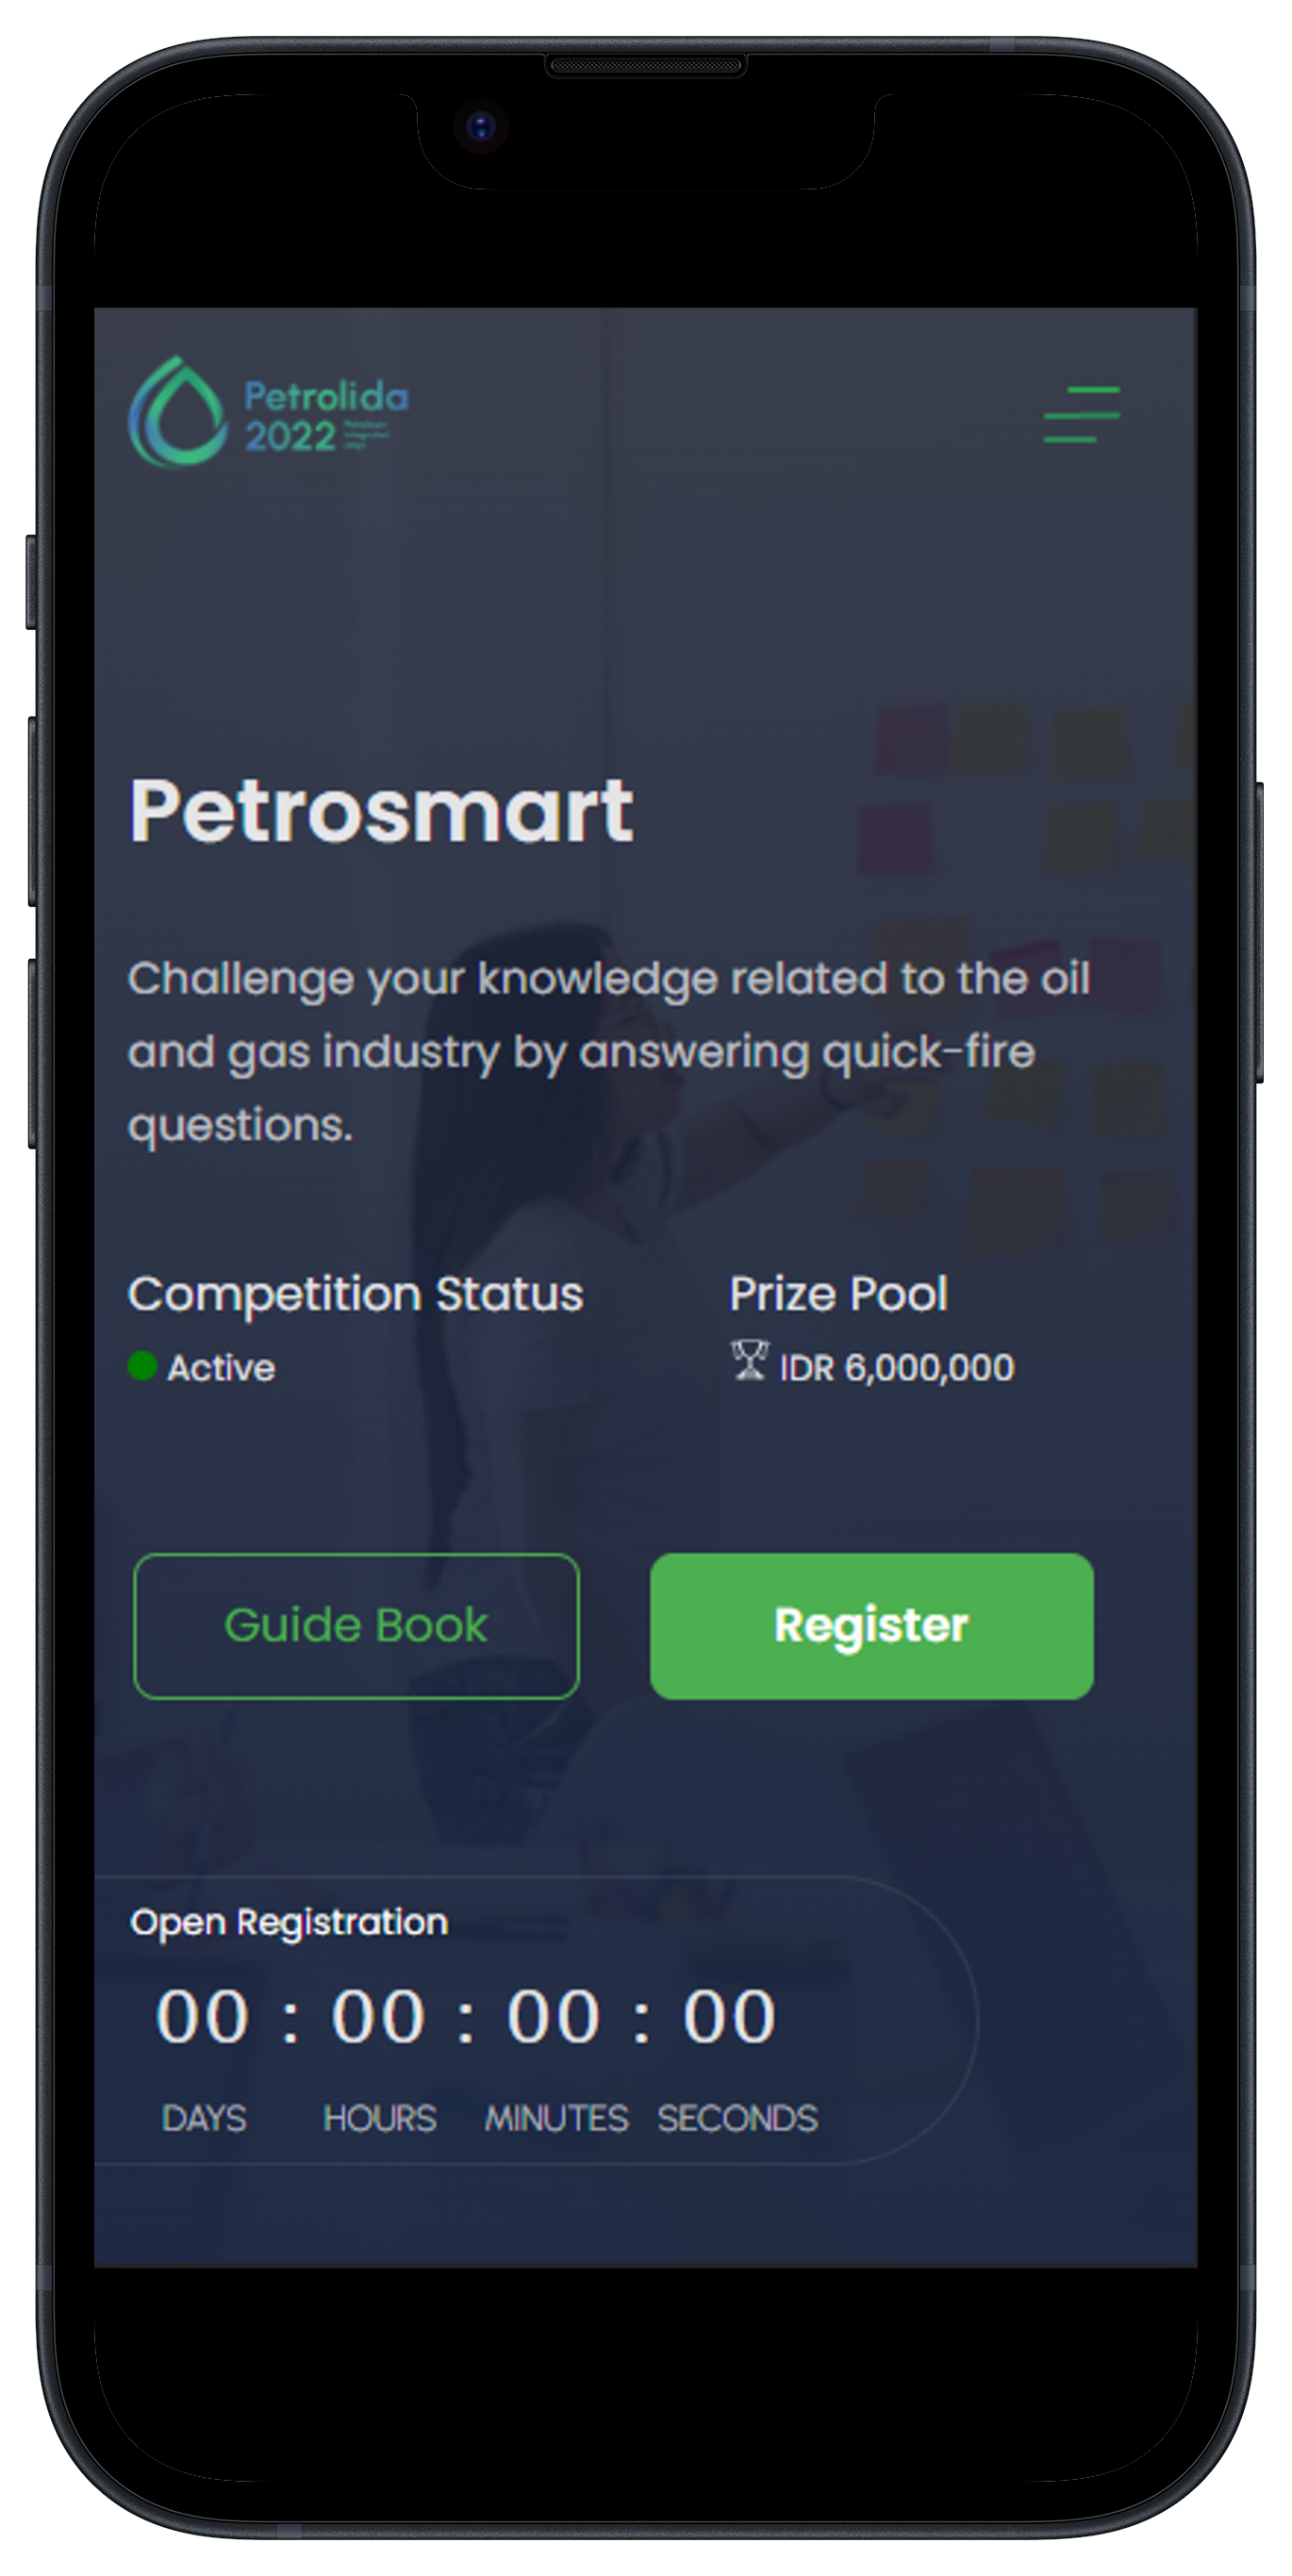 Petrolida
2022
Petrosmart
Challenge your knowledge related to the oil
and gas industry by answering quick-fire
questions.
Competition Status
Prize Pool
Active
IDR 6,000,000
Guide Book
Register
Open Registration
00 : 00 : 00 : 00
DAYS HOURS MINUTES SECONDS